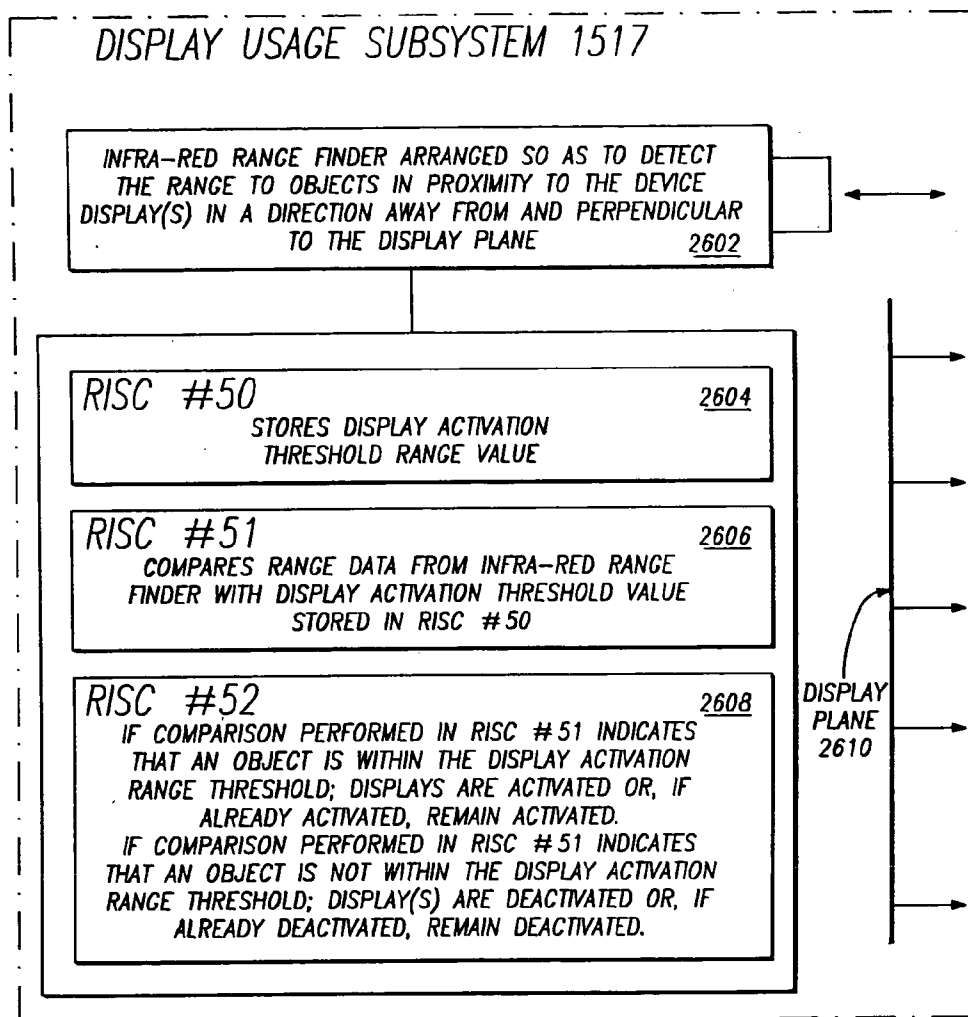 DISPLAY USAGE SUBSYSTEM 1517
INFRA-RED RANGE FINDER ARRANGED SO AS TO DETECT
THE RANGE TO OBJECTS IN PROXIMITY TO THE DEVICE
DISPLAY(S) IN A DIRECTION AWAY FROM AND PERPENDICULAR
TO THE DISPLAY PLANE
2602
RISC #50
2604
STORES DISPLAY ACTIVATION
THRESHOLD RANGE VALUE
RISC #51
2606
COMPARES RANGE DATA FROM INFRA-RED RANGE
FINDER WITH DISPLAY ACTIVATION THRESHOLD VALUE
STORED IN RISC #50
RISC #52
2608
IF COMPARISON PERFORMED IN RISC #51 INDICATES
THAT AN OBJECT IS WITHIN THE DISPLAY ACTIVATION
RANGE THRESHOLD; DISPLAYS ARE ACTIVATED OR, IF
ALREADY ACTIVATED, REMAIN ACTIVATED.
IF COMPARISON PERFORMED IN RISC #51 INDICATES
THAT AN OBJECT IS NOT WITHIN THE DISPLAY ACTIVATION
RANGE THRESHOLD; DISPLAY(S) ARE DEACTIVATED OR, IF
ALREADY DEACTIVATED, REMAIN DEACTIVATED.
DISPLAY
PLANE
2610